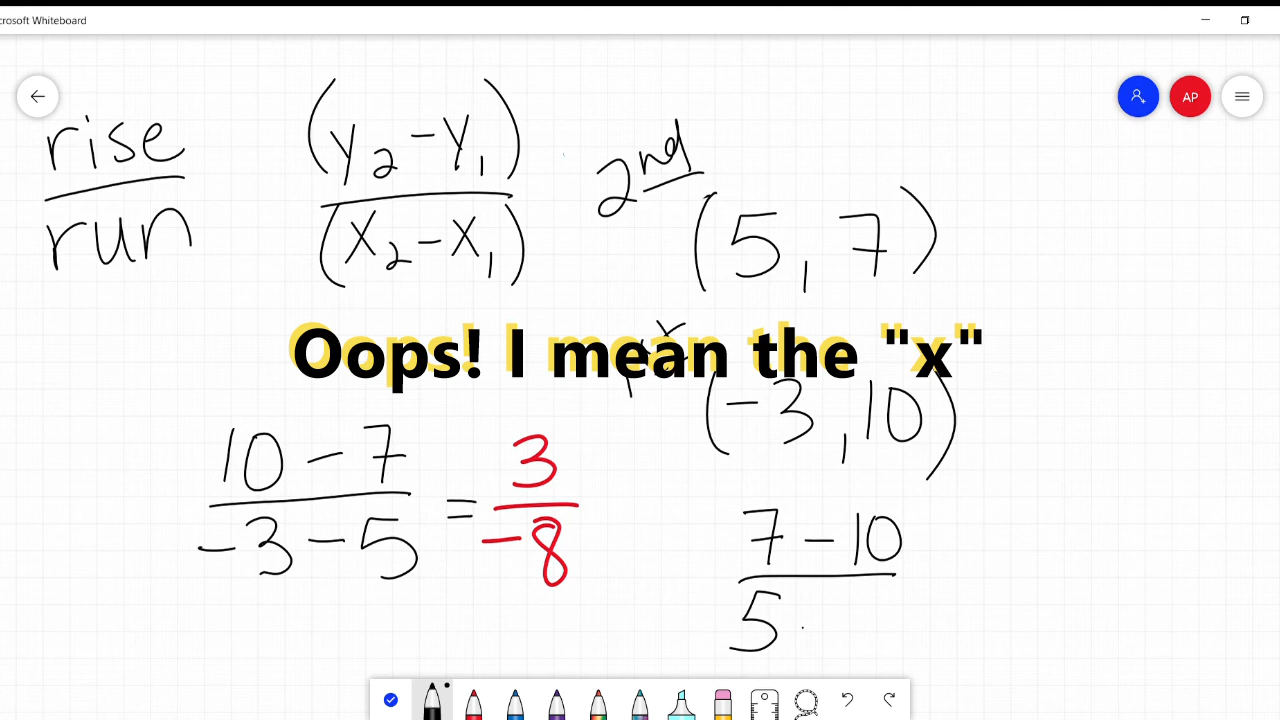 crosoft Whiteboard
AP
rise
run
(y₂-y₁)
(x₂-x₁)
2nd
(5, 7)
Oops! I mean the "x"
(-3, 10)
10-7
-3-5
=
3
-8
7-10
5